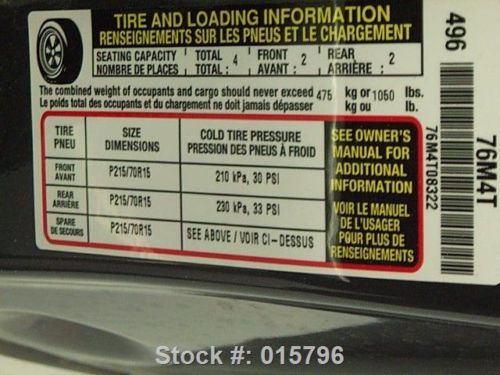 TIRE AND LOADING INFORMATION
RENSEIGNEMENTS SUR LES PNEUS ET LE CHARGEMENT
SEATING CAPACITY TOTAL : 4 FRONT : 2 REAR : 2
NOMBRE DE PLACES TOTAL : 4 AVANT : 2 ARRIÈRE : 2
The combined weight of occupants and cargo should never exceed 475 kg or 1050 lbs.
Le poids total des occupants et du chargement ne doit jamais dépasser kg ou lb.
TIRE PNEU
SIZE DIMENSIONS
COLD TIRE PRESSURE
PRESSION DES PNEUS À FROID
FRONT AVANT P215/70R15 210 kPa, 30 PSI
REAR ARRIÈRE P215/70R15 230 kPa, 33 PSI
SPARE DE SECOURS P215/70R15 SEE ABOVE / VOIR CI-DESSUS
SEE OWNER'S
MANUAL FOR
ADDITIONAL
INFORMATION
VOIR LE MANUEL
DE L'USAGER
POUR PLUS DE
RENSEIGNEMENTS
496
76M4T08322
76M4T
Stock #: 015796